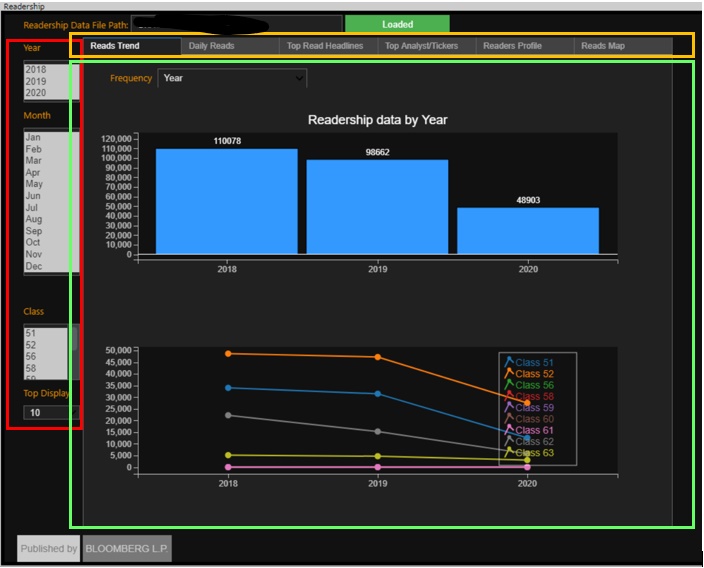 Readership
Readership Data File Path:
Loaded
Year
2018
2019
2020
Month
Jan
Feb
Mar
Apr
May
Jun
Jul
Aug
Sep
Oct
Nov
Dec
Class
51
52
56
58
59
Top Display
10
Reads Trend Daily Reads Top Read Headlines Top Analyst/Tickers Readers Profile Reads Map
Frequency Year
Readership data by Year
120,000
110,000
100,000
90,000
80,000
70,000
60,000
50,000
40,000
30,000
20,000
10,000
0
110078 98662 48903
2018 2019 2020
50,000
45,000
40,000
35,000
30,000
25,000
20,000
15,000
10,000
5,000
0
Class 51
Class 52
Class 56
Class 58
Class 59
Class 60
Class 61
Class 62
Class 63
2018 2019 2020
Published by BLOOMBERG L.P.